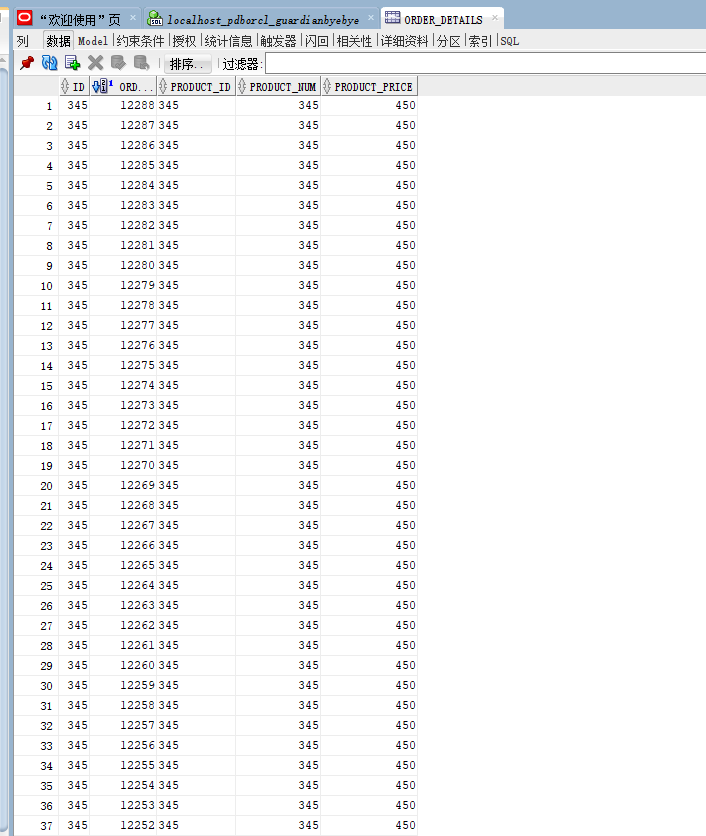 “欢迎使用”页 localhost_pdborcl_guardianbyebye ORDER_DETAILS
列 数据 Model 约束条件 授权 统计信息 触发器 闪回 相关性 详细资料 分区 索引 SQL
排序.. 过滤器:
ID ORD... PRODUCT_ID PRODUCT_NUM PRODUCT_PRICE
1 345 12288 345 345 450
2 345 12287 345 345 450
3 345 12286 345 345 450
4 345 12285 345 345 450
5 345 12284 345 345 450
6 345 12283 345 345 450
7 345 12282 345 345 450
8 345 12281 345 345 450
9 345 12280 345 345 450
10 345 12279 345 345 450
11 345 12278 345 345 450
12 345 12277 345 345 450
13 345 12276 345 345 450
14 345 12275 345 345 450
15 345 12274 345 345 450
16 345 12273 345 345 450
17 345 12272 345 345 450
18 345 12271 345 345 450
19 345 12270 345 345 450
20 345 12269 345 345 450
21 345 12268 345 345 450
22 345 12267 345 345 450
23 345 12266 345 345 450
24 345 12265 345 345 450
25 345 12264 345 345 450
26 345 12263 345 345 450
27 345 12262 345 345 450
28 345 12261 345 345 450
29 345 12260 345 345 450
30 345 12259 345 345 450
31 345 12258 345 345 450
32 345 12257 345 345 450
33 345 12256 345 345 450
34 345 12255 345 345 450
35 345 12254 345 345 450
36 345 12253 345 345 450
37 345 12252 345 345 450